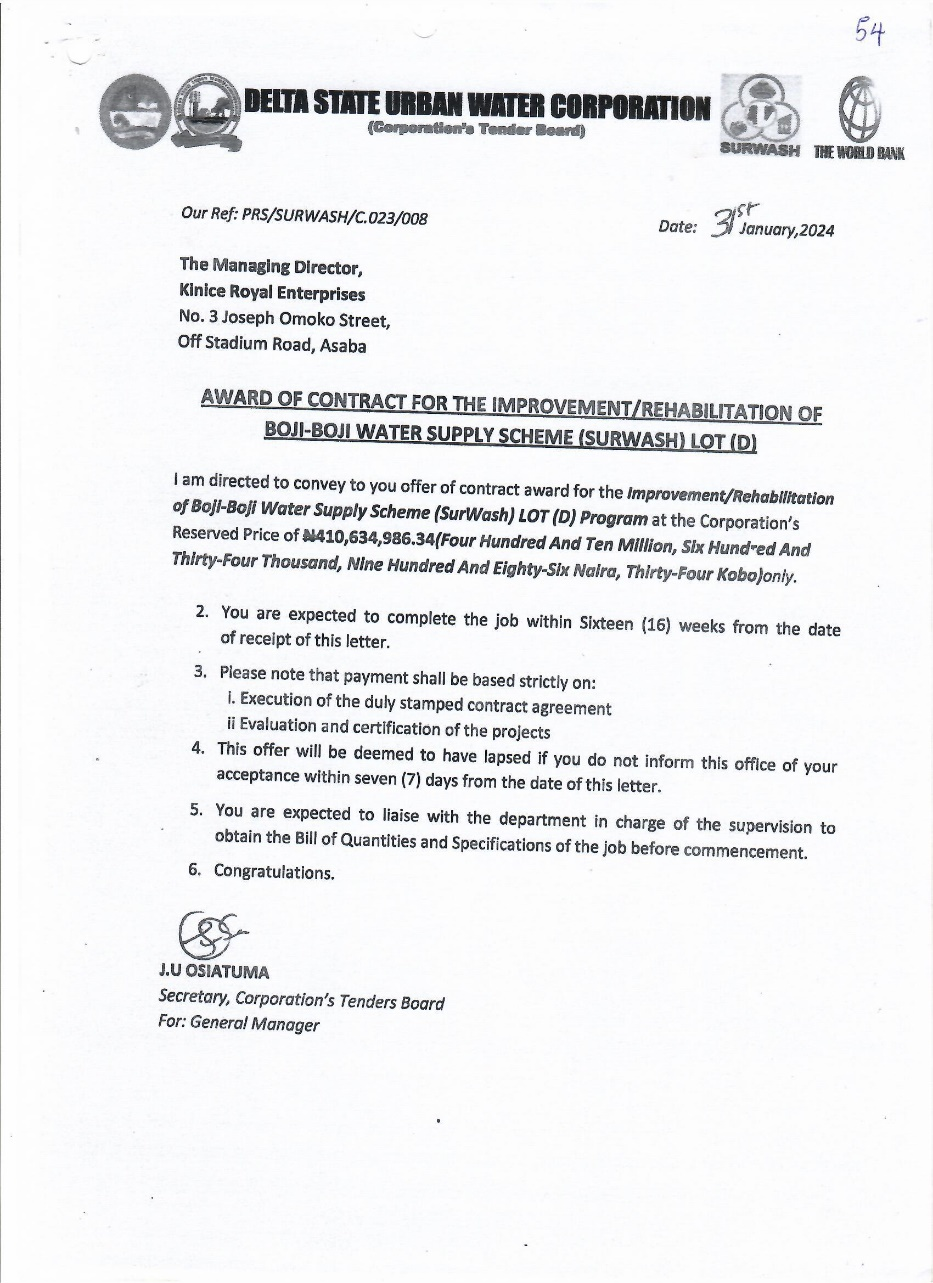 54
DELTA STATE URBAN WATER CORPORATION
(Corporation's Tender Board)
SURWASH
THE WORLD BANK
Our Ref: PRS/SURWASH/C.023/008
Date: 31st January,2024
The Managing Director,
Kinice Royal Enterprises
No. 3 Joseph Omoko Street,
Off Stadium Road, Asaba
AWARD OF CONTRACT FOR THE IMPROVEMENT/REHABILITATION OF
BOJI-BOJI WATER SUPPLY SCHEME (SURWASH) LOT (D)
I am directed to convey to you offer of contract award for the Improvement/Rehabilitation
of Boji-Boji Water Supply Scheme (SurWash) LOT (D) Program at the Corporation's
Reserved Price of ₦410,634,986.34(Four Hundred And Ten Million, Six Hundred And
Thirty-Four Thousand, Nine Hundred And Eighty-Six Naira, Thirty-Four Kobo)only.
2. You are expected to complete the job within Sixteen (16) weeks from the date
of receipt of this letter.
3. Please note that payment shall be based strictly on:
i. Execution of the duly stamped contract agreement
ii Evaluation and certification of the projects
4. This offer will be deemed to have lapsed if you do not inform this office of your
acceptance within seven (7) days from the date of this letter.
5. You are expected to liaise with the department in charge of the supervision to
obtain the Bill of Quantities and Specifications of the job before commencement.
6. Congratulations.
J.U OSIATUMA
Secretary, Corporation's Tenders Board
For: General Manager